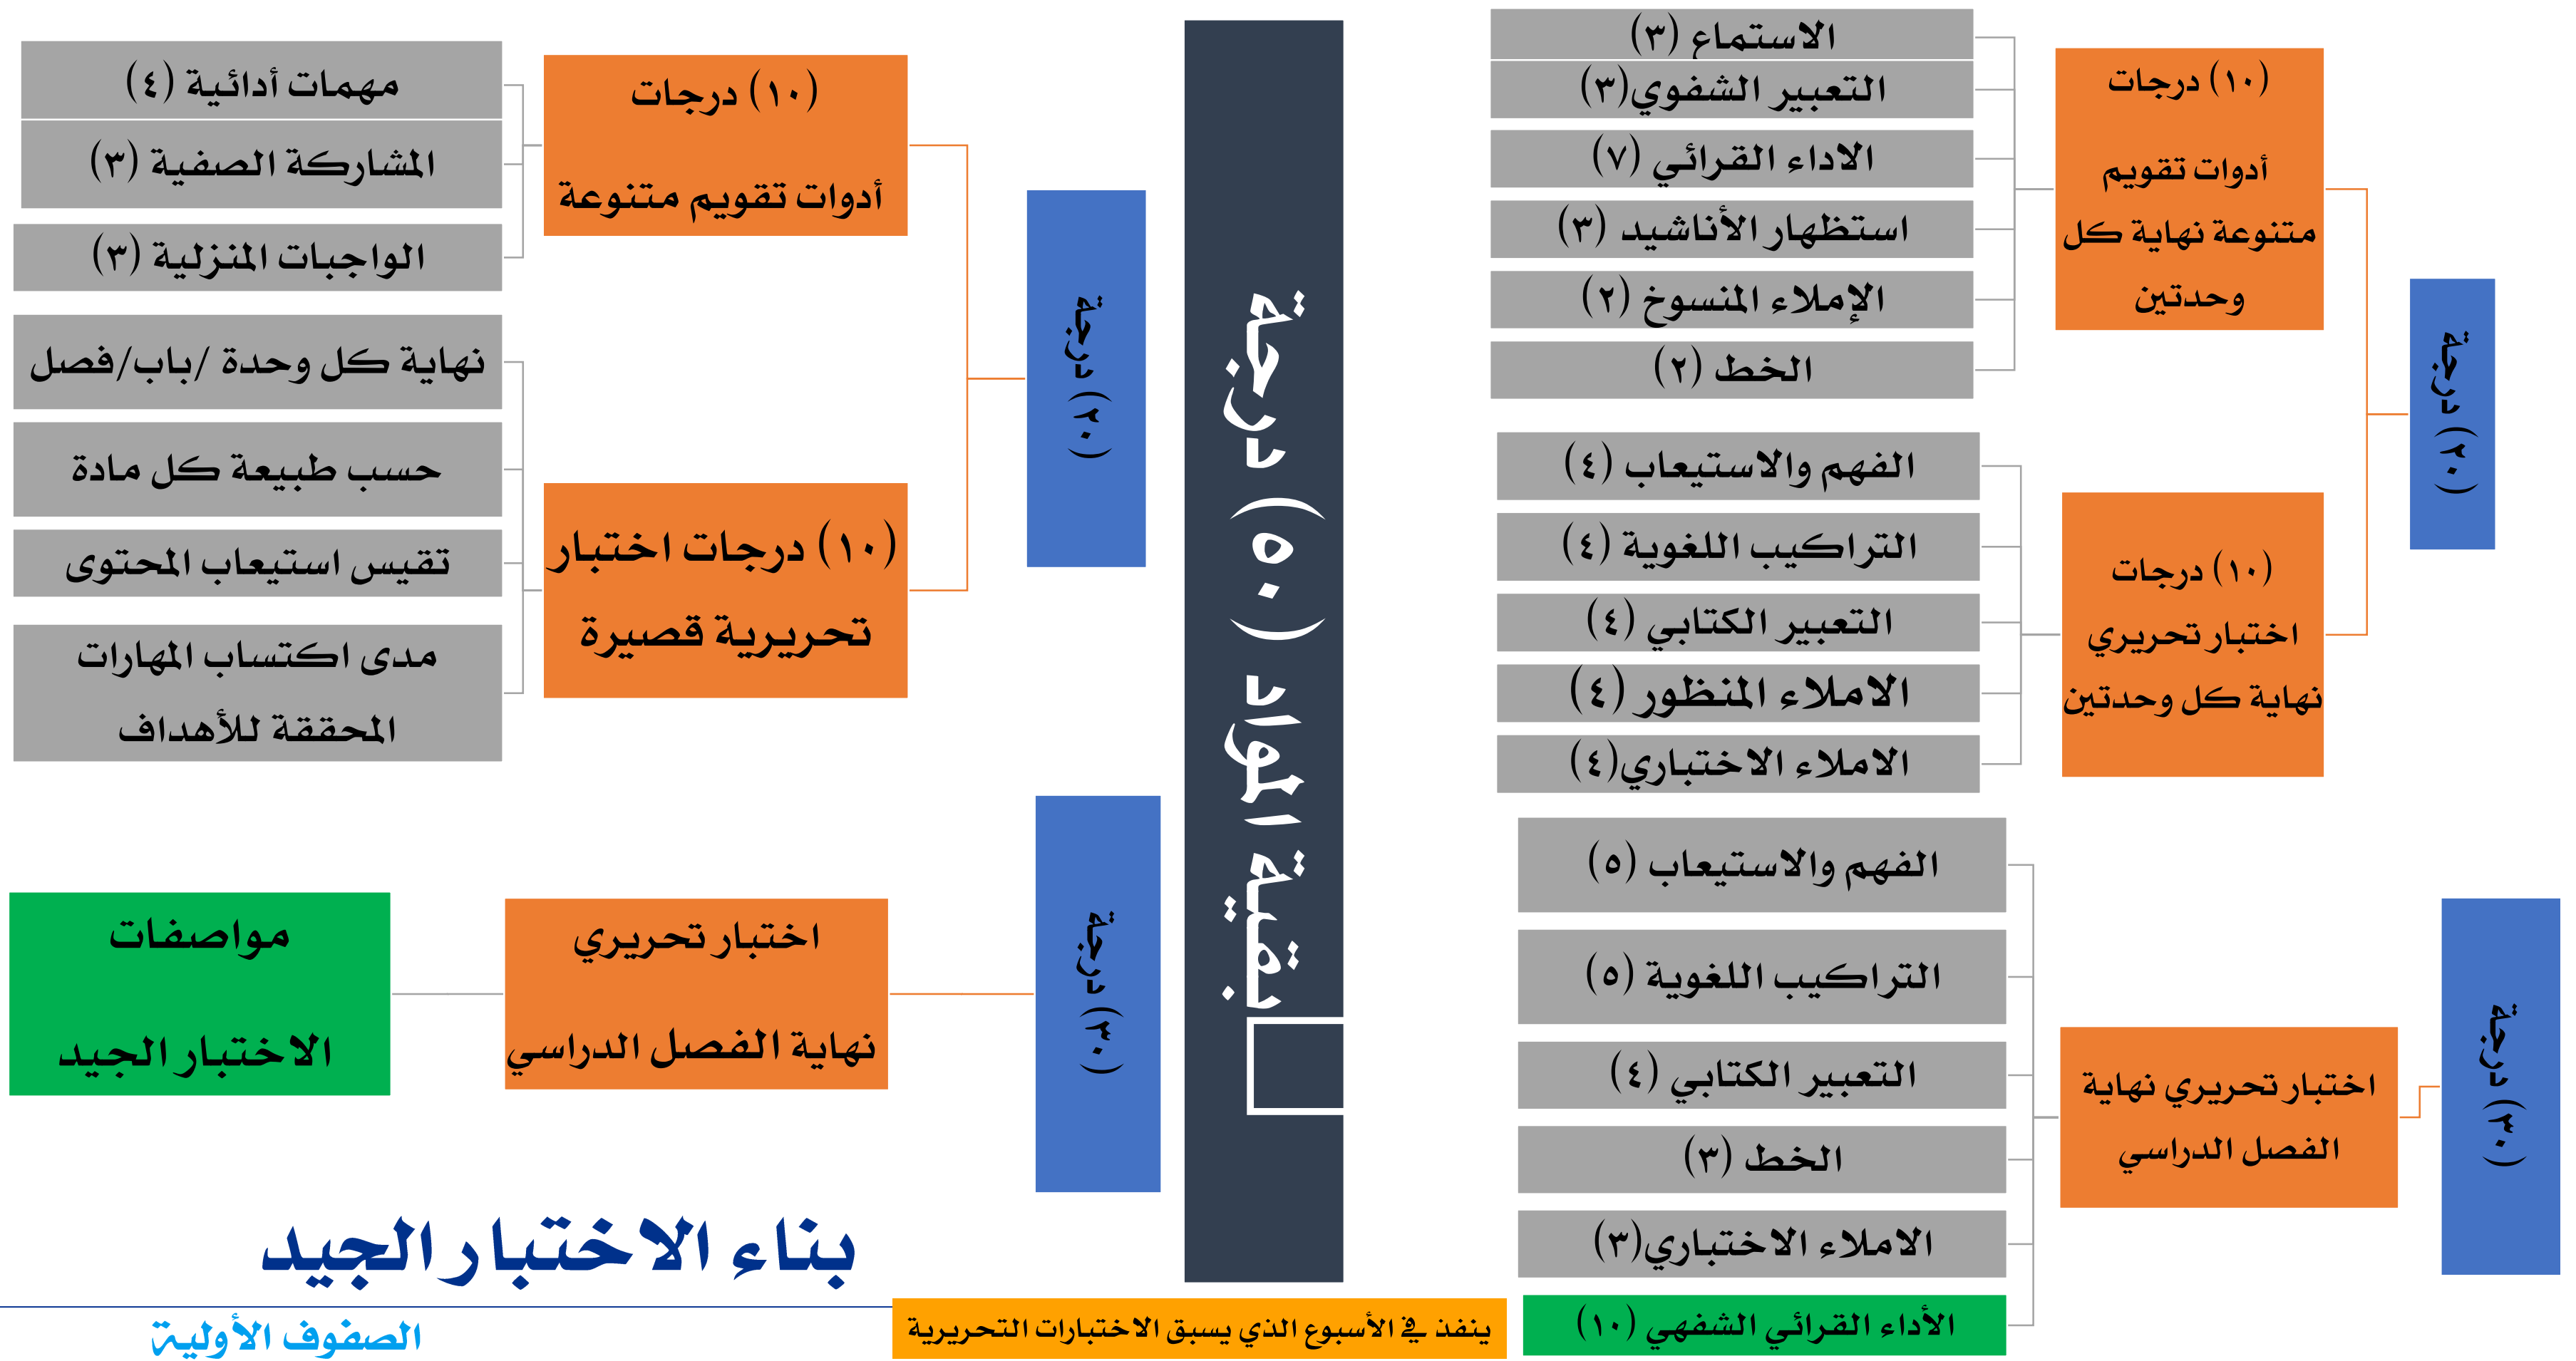 (٢٠) درجة
(١٠) درجات
أدوات تقويم
متنوعة نهاية كل
وحدتين
الاستماع (٣)
التعبير الشفوي(٣)
الاداء القرائي (٧)
استظهار الأناشيد (٣)
الإملاء المنسوخ (٢)
الخط (٢)
(١٠) درجات
اختبار تحريري
نهاية كل وحدتين
الفهم والاستيعاب (٤)
التراكيب اللغوية (٤)
التعبير الكتابي (٤)
الاملاء المنظور (٤)
الاملاء الاختباري(٤)
(٣٠) درجة
اختبار تحريري نهاية
الفصل الدراسي
الفهم والاستيعاب (٥)
التراكيب اللغوية (٥)
التعبير الكتابي (٤)
الخط (٣)
الاملاء الاختباري(٣)
الأداء القرائي الشفهي (١٠)
ينفذ في الأسبوع الذي يسبق الاختبارات التحريرية
بقية المواد (٥٠) درجة
(٢٠) درجة
(١٠) درجات
أدوات تقويم متنوعة
مهمات أدائية (٤)
المشاركة الصفية (٣)
الواجبات المنزلية (٣)
(١٠) درجات اختبار
تحريرية قصيرة
نهاية كل وحدة /باب/فصل
حسب طبيعة كل مادة
تقيس استيعاب المحتوى
مدى اكتساب المهارات
المحققة للأهداف
(٣٠) درجة
اختبار تحريري
نهاية الفصل الدراسي
مواصفات
الاختبار الجيد
بناء الاختبار الجيد
الصفوف الأولية